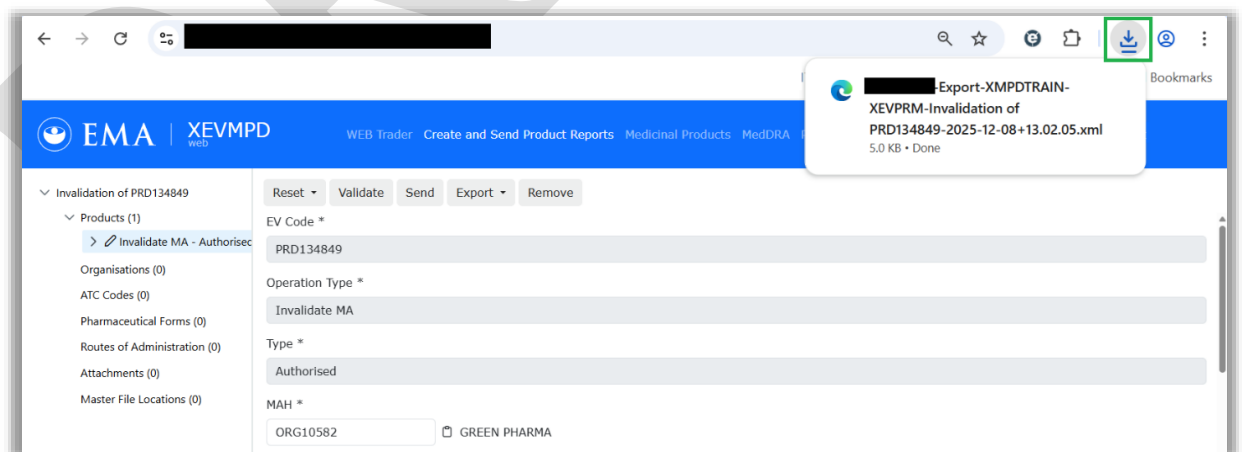 Bookmarks
-Export-XMPDTRAIN-
XEVPRM-Invalidation of
PRD134849-2025-12-08+13.02.05.xml
5.0 KB • Done
EMA | XEVMPD
web
WEB Trader Create and Send Product Reports Medicinal Products MedDRA
Invalidation of PRD134849
Products (1)
Invalidate MA - Authorised
Organisations (0)
ATC Codes (0)
Pharmaceutical Forms (0)
Routes of Administration (0)
Attachments (0)
Master File Locations (0)
Reset Validate Send Export Remove
EV Code *
PRD134849
Operation Type *
Invalidate MA
Type *
Authorised
MAH *
ORG10582 GREEN PHARMA